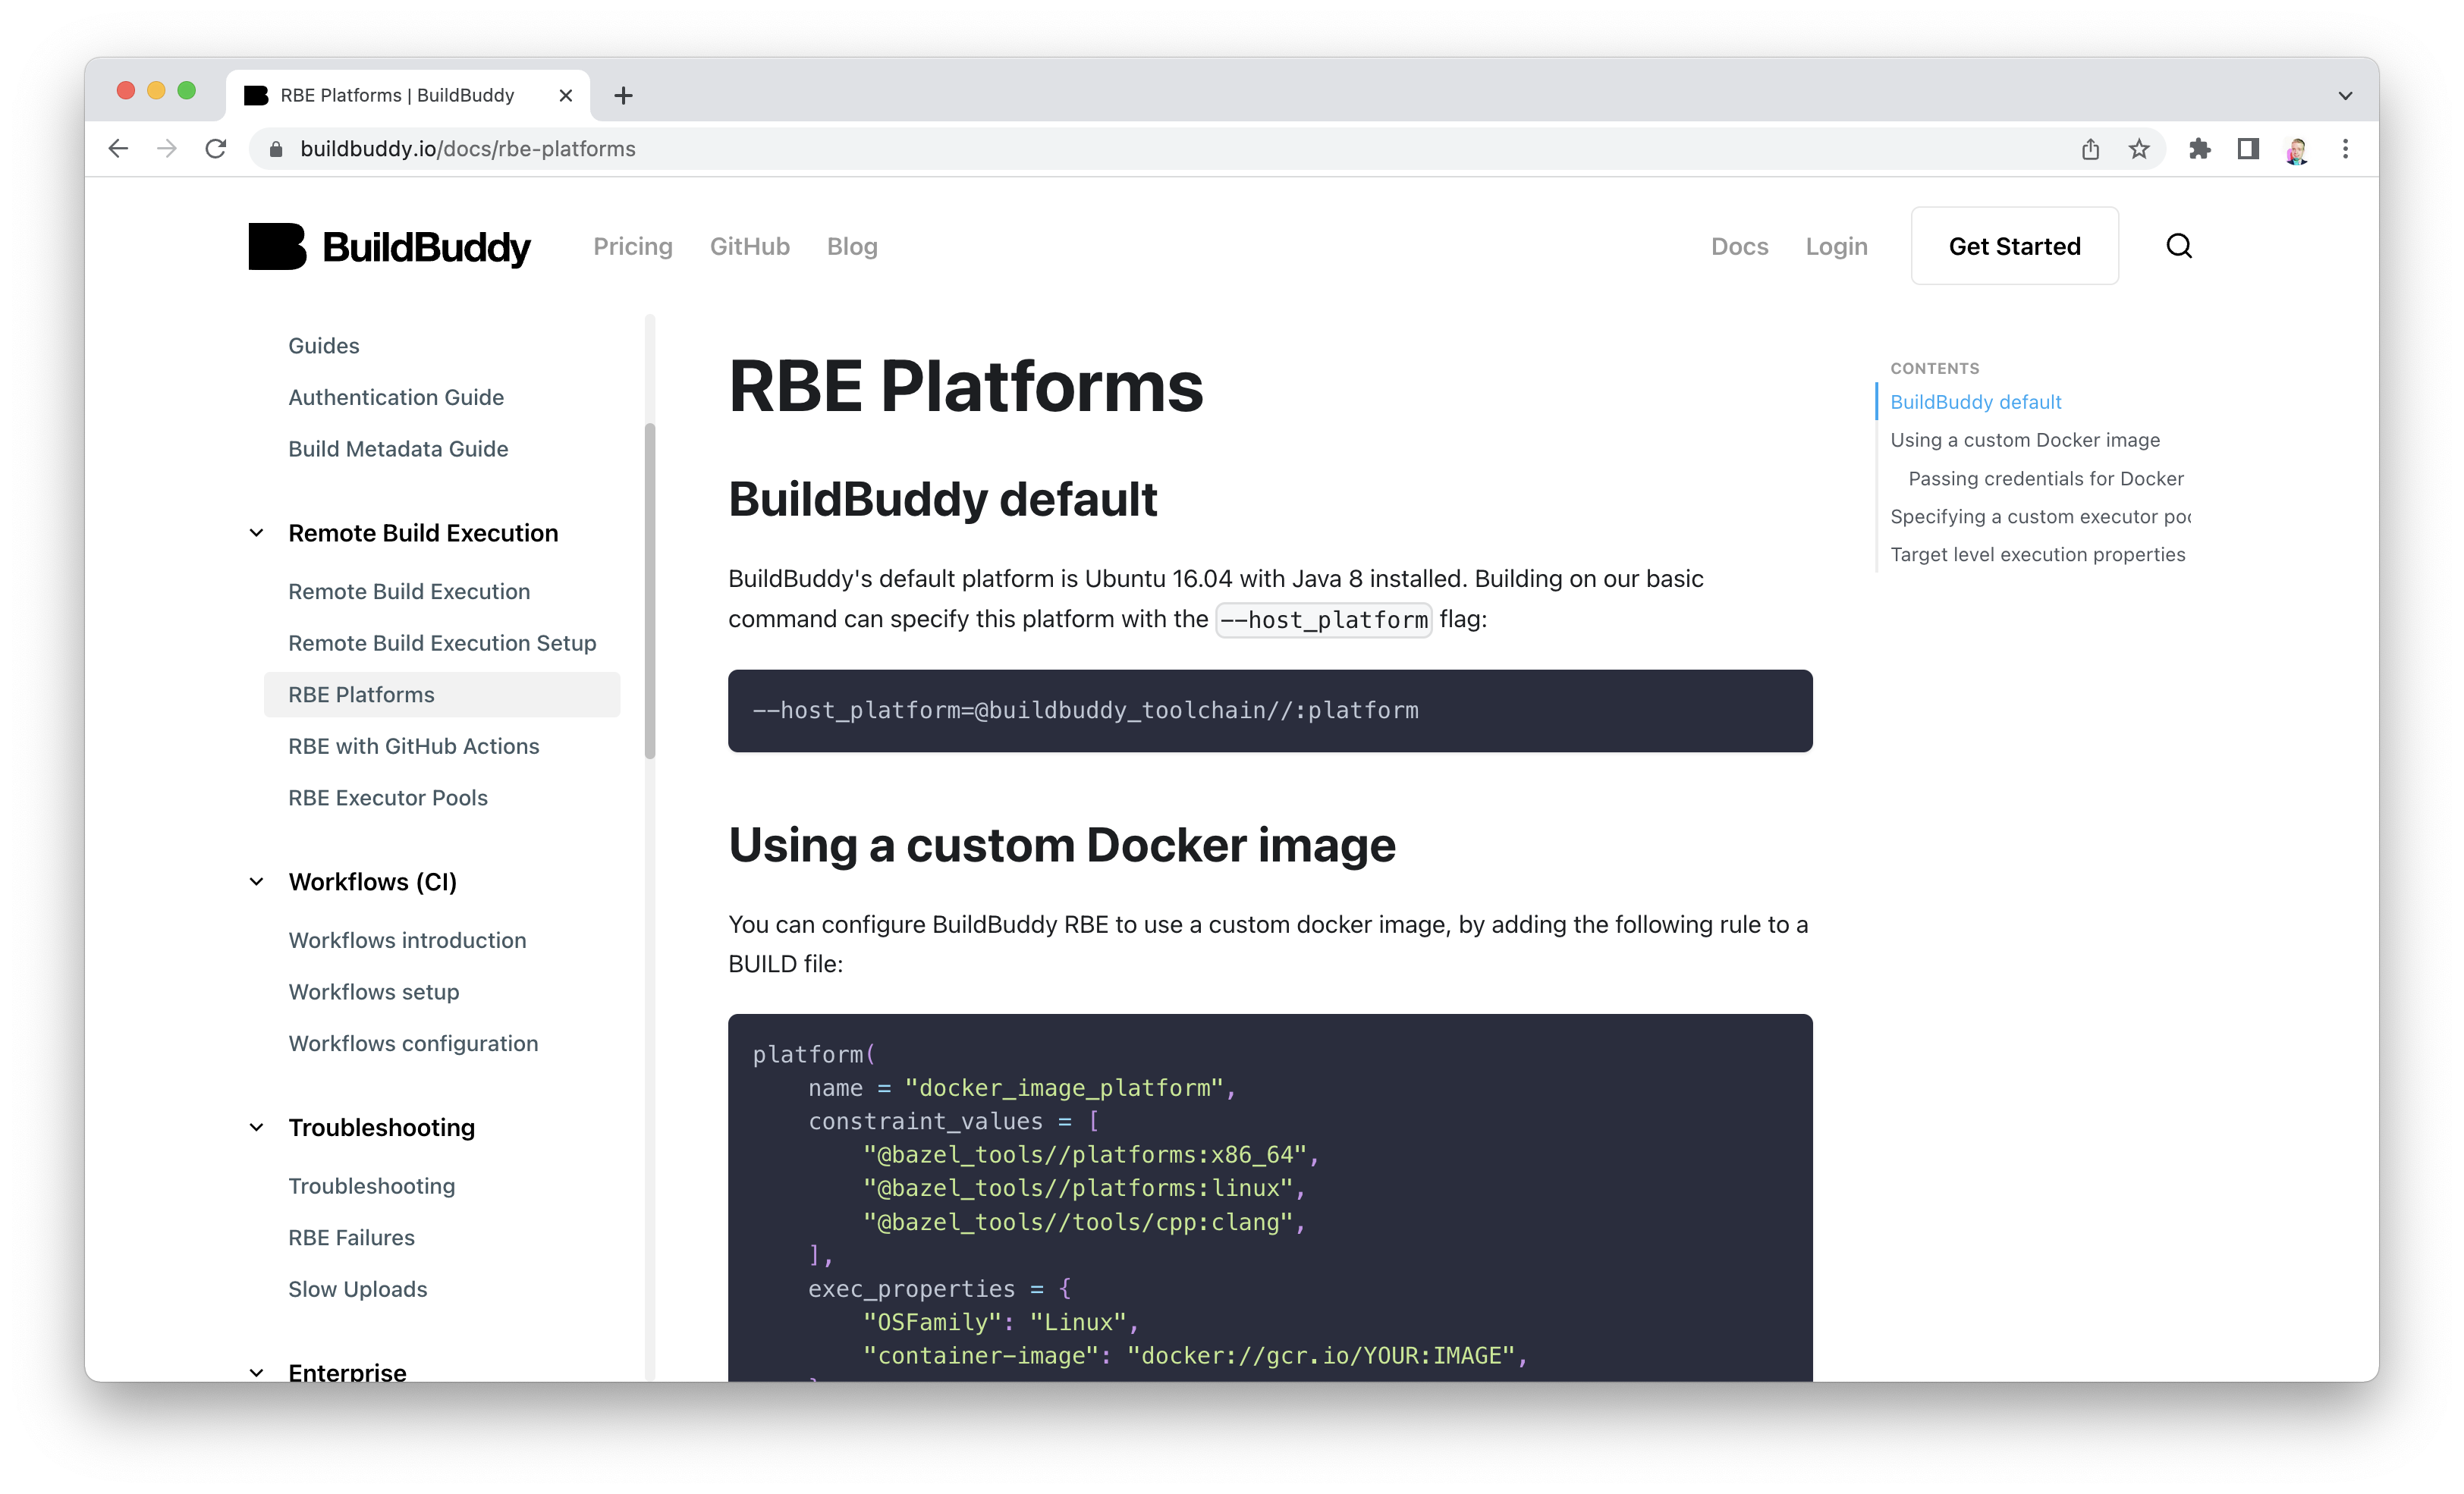 RBE Platforms | BuildBuddy
buildbuddy.io/docs/rbe-platforms
BuildBuddy
Pricing
GitHub
Blog
Docs
Login
Get Started
Guides
Authentication Guide
Build Metadata Guide
Remote Build Execution
Remote Build Execution
Remote Build Execution Setup
RBE Platforms
RBE with GitHub Actions
RBE Executor Pools
Workflows (CI)
Workflows introduction
Workflows setup
Workflows configuration
Troubleshooting
Troubleshooting
RBE Failures
Slow Uploads
Enterprise
RBE Platforms
BuildBuddy default
BuildBuddy's default platform is Ubuntu 16.04 with Java 8 installed. Building on our basic
command can specify this platform with the --host_platform flag:
--host_platform=@buildbuddy_toolchain//:platform
Using a custom Docker image
You can configure BuildBuddy RBE to use a custom docker image, by adding the following rule to a
BUILD file:
platform(
    name = "docker_image_platform",
    constraint_values = [
        "@bazel_tools//platforms:x86_64",
        "@bazel_tools//platforms:linux",
        "@bazel_tools//tools/cpp:clang",
    ],
    exec_properties = {
        "OSFamily": "Linux",
        "container-image": "docker://gcr.io/YOUR:IMAGE",
CONTENTS
BuildBuddy default
Using a custom Docker image
Passing credentials for Docker
Specifying a custom executor
Target level execution properties